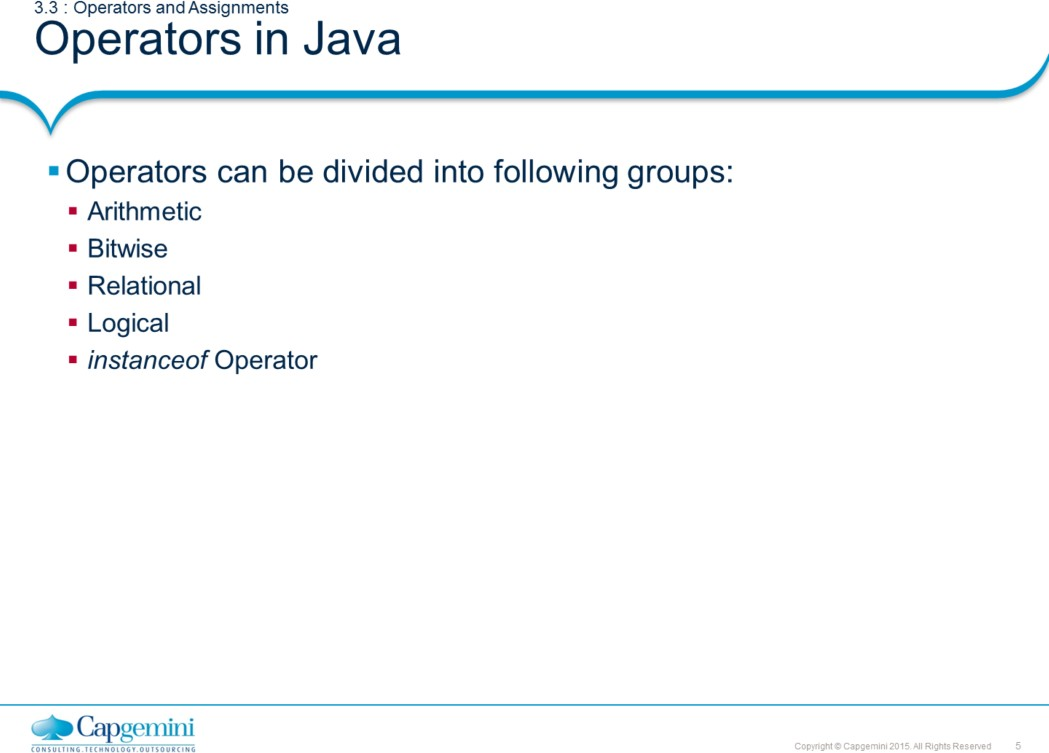 3.3 : Operators and Assignments
Operators in Java
Operators can be divided into following groups:
Arithmetic
Bitwise
Relational
Logical
instanceof Operator
Capgemini
CONSULTING.TECHNOLOGY.OUTSOURCING
Copyright © Capgemini 2015. All Rights Reserved 5